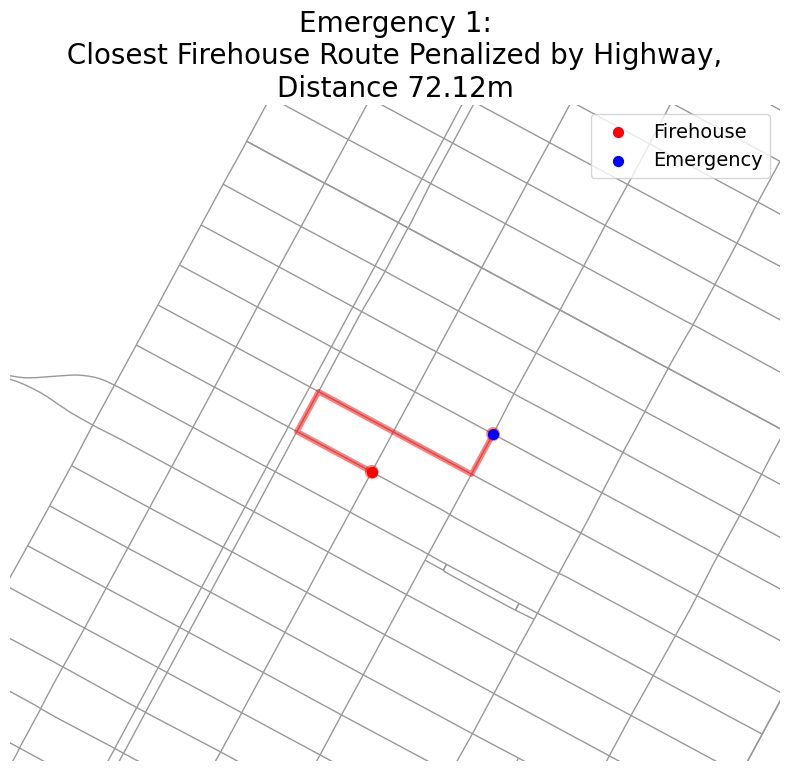 Emergency 1:
Closest Firehouse Route Penalized by Highway,
Distance 72.12m
Firehouse
Emergency